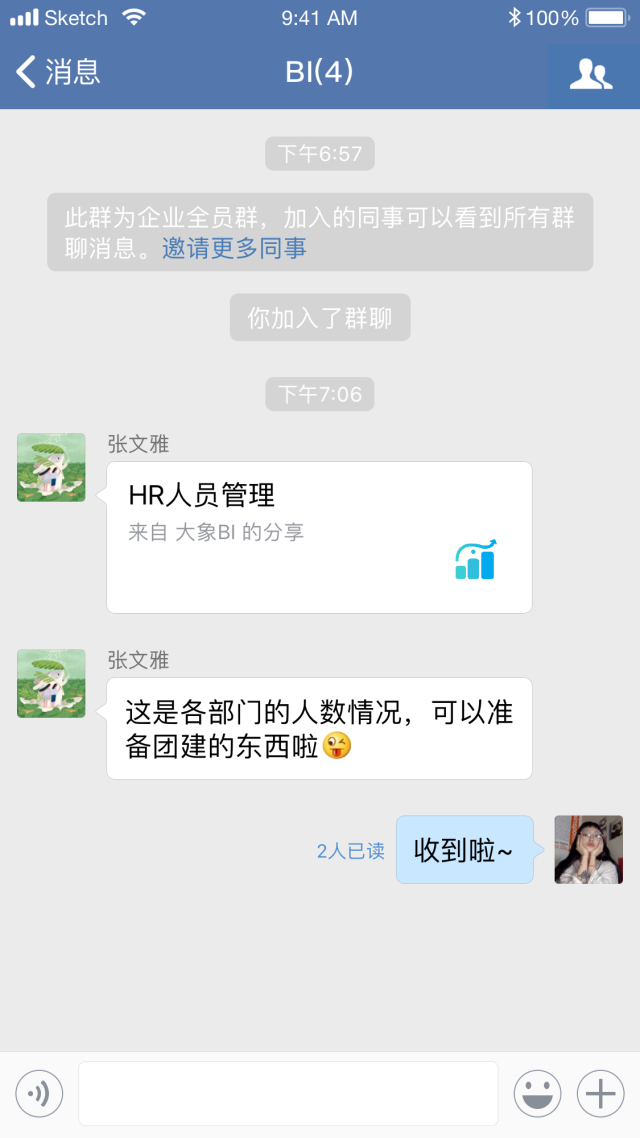 Sketch 9:41 AM 100%
消息 BI(4)
下午6:57
此群为企业全员群，加入的同事可以看到所有群
聊消息。邀请更多同事
你加入了群聊
下午7:06
张文雅
HR人员管理
来自 大象BI 的分享
张文雅
这是各部门的人数情况，可以准
备团建的东西啦😜
2人已读 收到啦~